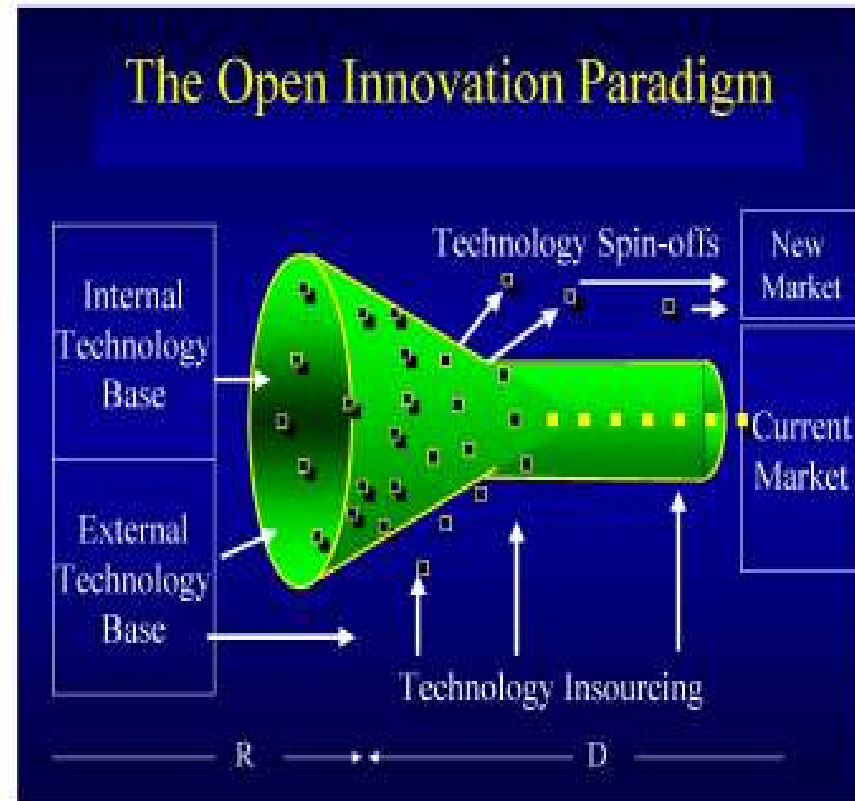 The Open Innovation Paradigm
Internal
Technology
Base
External
Technology
Base
Technology Spin-offs
New
Market
Current
Market
Technology Insourcing
R
D